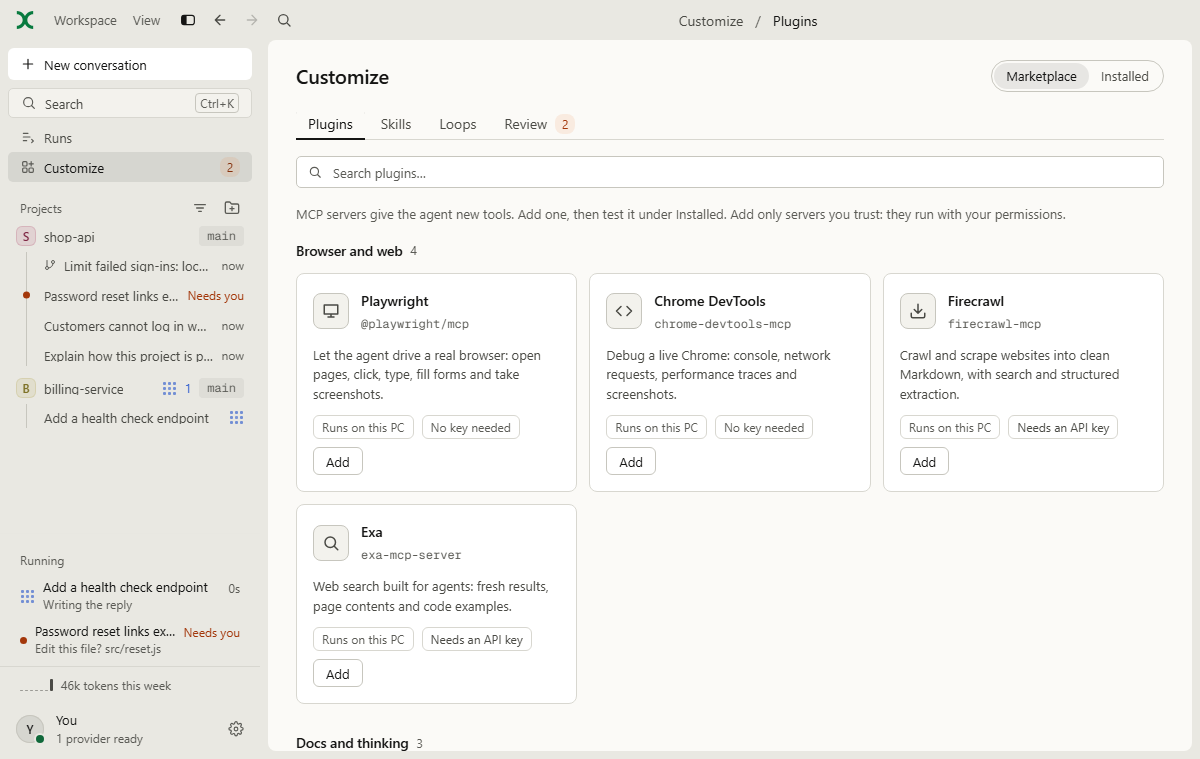 Workspace View
Customize / Plugins
New conversation
Search Ctrl+K
Runs
Customize 2
Projects
S shop-api main
Limit failed sign-ins: loc... now
Password reset links e... Needs you
Customers cannot log in w... now
Explain how this project is p... now
B billing-service 1 main
Add a health check endpoint
Running
Add a health check endpoint 0s
Writing the reply
Password reset links ex... Needs you
Edit this file? src/reset.js
46k tokens this week
Y You
1 provider ready
Customize
Marketplace Installed
Plugins Skills Loops Review 2
Search plugins...
MCP servers give the agent new tools. Add one, then test it under Installed. Add only servers you trust: they run with your permissions.
Browser and web 4
Playwright
@playwright/mcp
Let the agent drive a real browser: open
pages, click, type, fill forms and take
screenshots.
Runs on this PC No key needed
Add
Chrome DevTools
chrome-devtools-mcp
Debug a live Chrome: console, network
requests, performance traces and
screenshots.
Runs on this PC No key needed
Add
Firecrawl
firecrawl-mcp
Crawl and scrape websites into clean
Markdown, with search and structured
extraction.
Runs on this PC Needs an API key
Add
Exa
exa-mcp-server
Web search built for agents: fresh results,
page contents and code examples.
Runs on this PC Needs an API key
Add
Docs and thinking 3